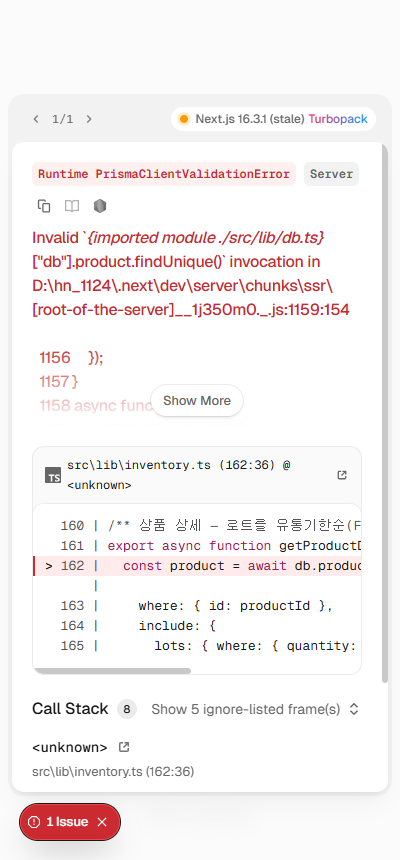 1/1
Next.js 16.3.1 (stale) Turbopack
Runtime PrismaClientValidationError
Server
Invalid `{imported module ./src/lib/db.ts}
["db"].product.findUnique()` invocation in
D:\hn_1124\.next\dev\server\chunks\ssr\
[root-of-the-server]__1j350m0._.js:1159:154
1156 });
1157 }
1158 async func
Show More
TS
src\lib\inventory.ts (162:36) @
<unknown>
160 | /** 상품 상세 — 로트를 유통기한순(F
161 | export async function getProductD
> 162 | const product = await db.produc
|
163 | where: { id: productId },
164 | include: {
165 | lots: { where: { quantity:
Call Stack 8
Show 5 ignore-listed frame(s)
<unknown>
src\lib\inventory.ts (162:36)
1 Issue